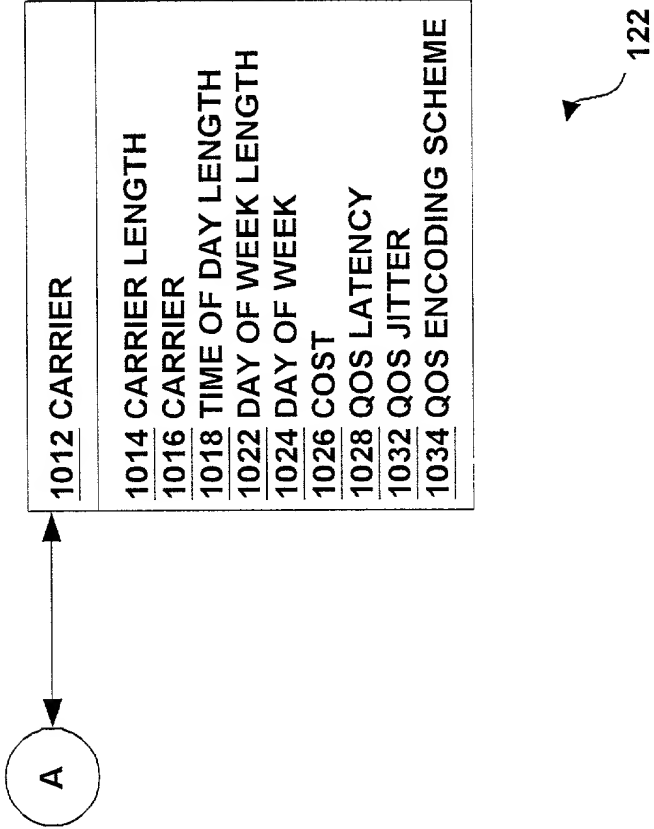 A
1012 CARRIER
1014 CARRIER LENGTH
1016 CARRIER
1018 TIME OF DAY LENGTH
1022 DAY OF WEEK LENGTH
1024 DAY OF WEEK
1026 COST
1028 QOS LATENCY
1032 QOS JITTER
1034 QOS ENCODING SCHEME
122